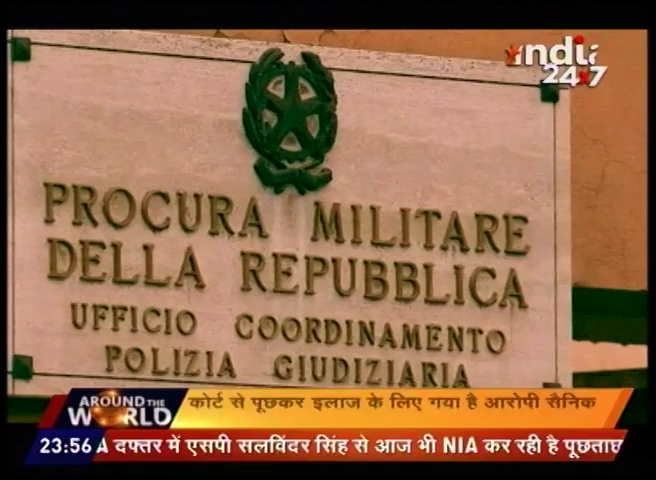 india
24x7
PROCURA MILITARE
DELLA REPUBBLICA
UFFICIO COORDINAMENTO
POLIZIA GIUDIZIARIA
AROUND THE
WORLD
कोर्ट से पूछकर इलाज के लिए गया है आरोपी सैनिक
23:56 A दफ्तर में एसपी सलविंदर सिंह से आज भी NIA कर रही है पूछताछ